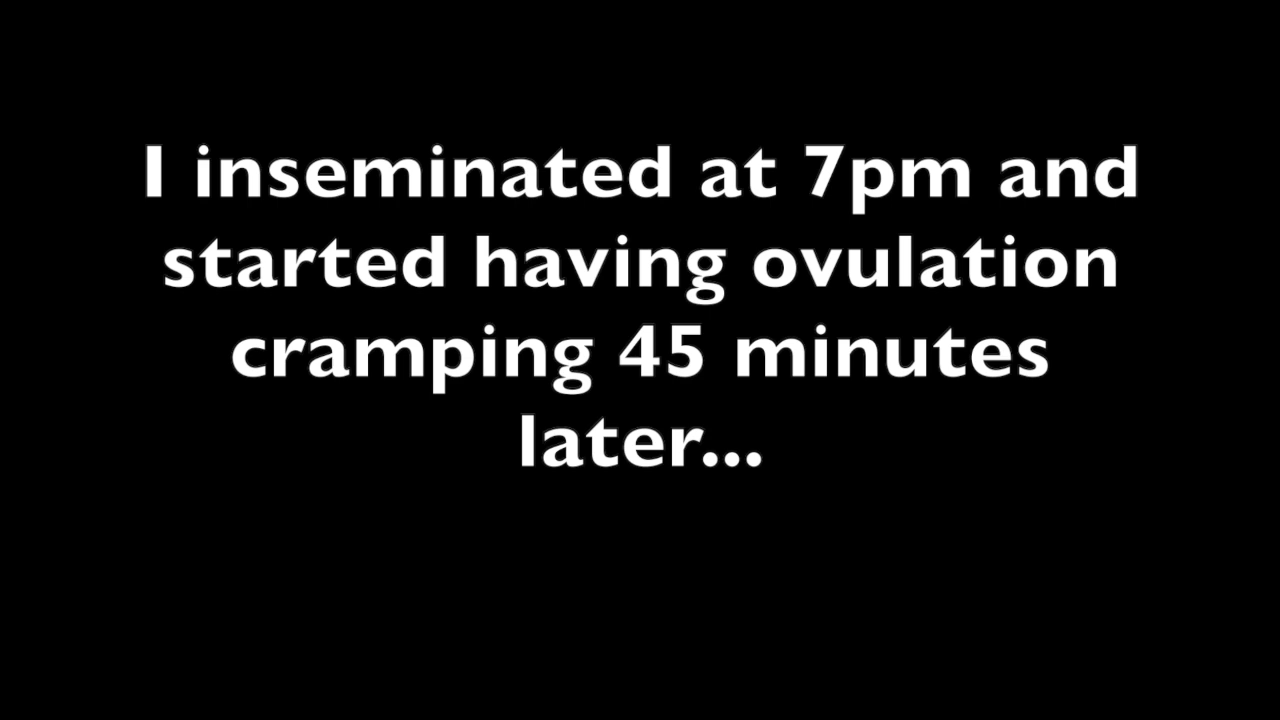 I inseminated at 7pm and
started having ovulation
cramping 45 minutes
later...